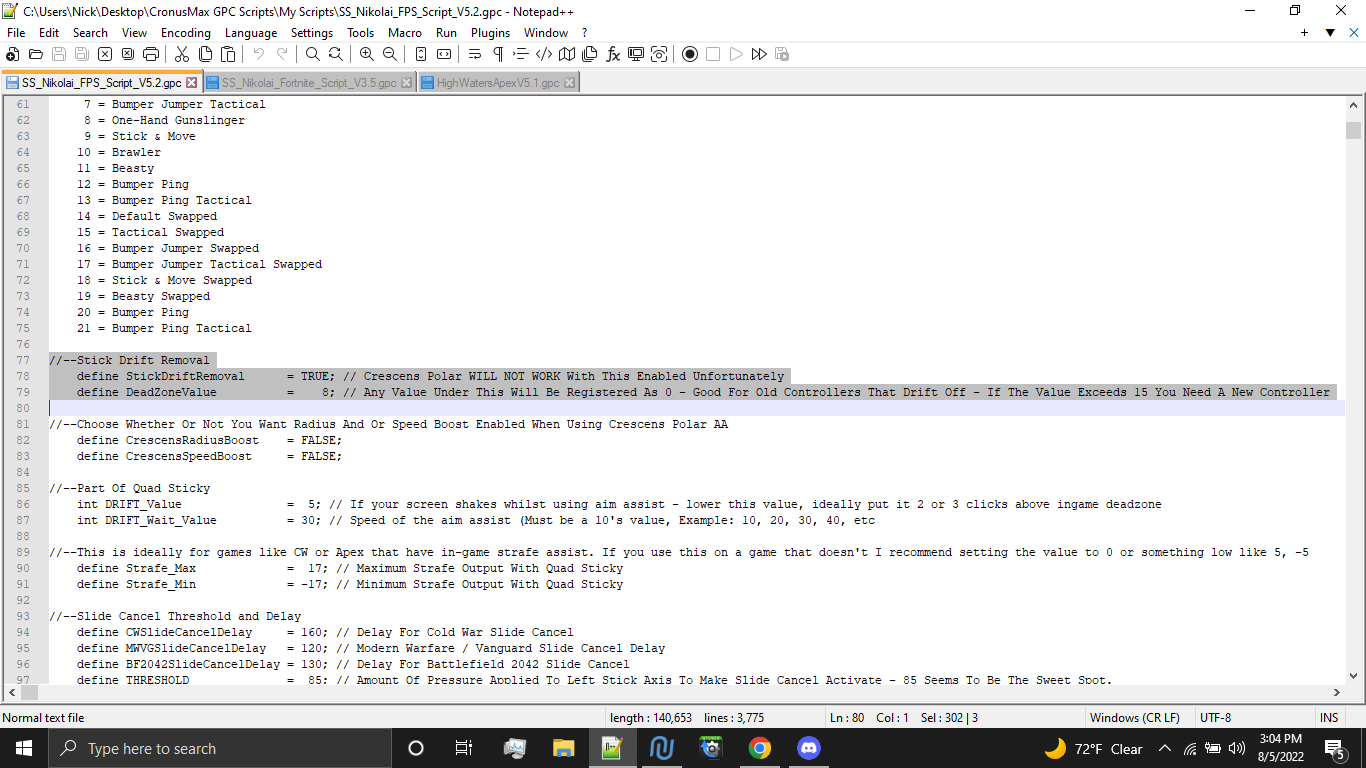 C:\Users\Nick\Desktop\CronusMax GPC Scripts\My Scripts\SS_Nikolai_FPS_Script_V5.2.gpc - Notepad++
File Edit Search View Encoding Language Settings Tools Macro Run Plugins Window ?
SS_Nikolai_FPS_Script_V5.2.gpc SS_Nikolai_Fortnite_Script_V3.5.gpc HighWatersApexV5.1.gpc
61 7 = Bumper Jumper Tactical
62 8 = One-Hand Gunslinger
63 9 = Stick & Move
64 10 = Brawler
65 11 = Beasty
66 12 = Bumper Ping
67 13 = Bumper Ping Tactical
68 14 = Default Swapped
69 15 = Tactical Swapped
70 16 = Bumper Jumper Swapped
71 17 = Bumper Jumper Tactical Swapped
72 18 = Stick & Move Swapped
73 19 = Beasty Swapped
74 20 = Bumper Ping
75 21 = Bumper Ping Tactical
76
77 //--Stick Drift Removal
78 define StickDriftRemoval = TRUE; // Crescens Polar WILL NOT WORK With This Enabled Unfortunately
79 define DeadZoneValue = 8; // Any Value Under This Will Be Registered As 0 - Good For Old Controllers That Drift Off - If The Value Exceeds 15 You Need A New Controller
80
81 //--Choose Whether Or Not You Want Radius And Or Speed Boost Enabled When Using Crescens Polar AA
82 define CrescensRadiusBoost = FALSE;
83 define CrescensSpeedBoost = FALSE;
84
85 //--Part Of Quad Sticky
86 int DRIFT_Value = 5; // If your screen shakes whilst using aim assist - lower this value, ideally put it 2 or 3 clicks above ingame deadzone
87 int DRIFT_Wait_Value = 30; // Speed of the aim assist (Must be a 10's value, Example: 10, 20, 30, 40, etc
88
89 //--This is ideally for games like CW or Apex that have in-game strafe assist. If you use this on a game that doesn't I recommend setting the value to 0 or something low like 5, -5
90 define Strafe_Max = 17; // Maximum Strafe Output With Quad Sticky
91 define Strafe_Min = -17; // Minimum Strafe Output With Quad Sticky
92
93 //--Slide Cancel Threshold and Delay
94 define CWSlideCancelDelay = 160; // Delay For Cold War Slide Cancel
95 define MWVGSlideCancelDelay = 120; // Modern Warfare / Vanguard Slide Cancel Delay
96 define BF2042SlideCancelDelay = 130; // Delay For Battlefield 2042 Slide Cancel
97 define THRESHOLD = 85; // Amount Of Pressure Applied To Left Stick Axis To Make Slide Cancel Activate - 85 Seems To Be The Sweet Spot.
Normal text file length : 140,653 lines : 3,775 Ln : 80 Col : 1 Sel : 302 | 3 Windows (CR LF) UTF-8 INS
Type here to search 72°F Clear 3:04 PM
8/5/2022 5